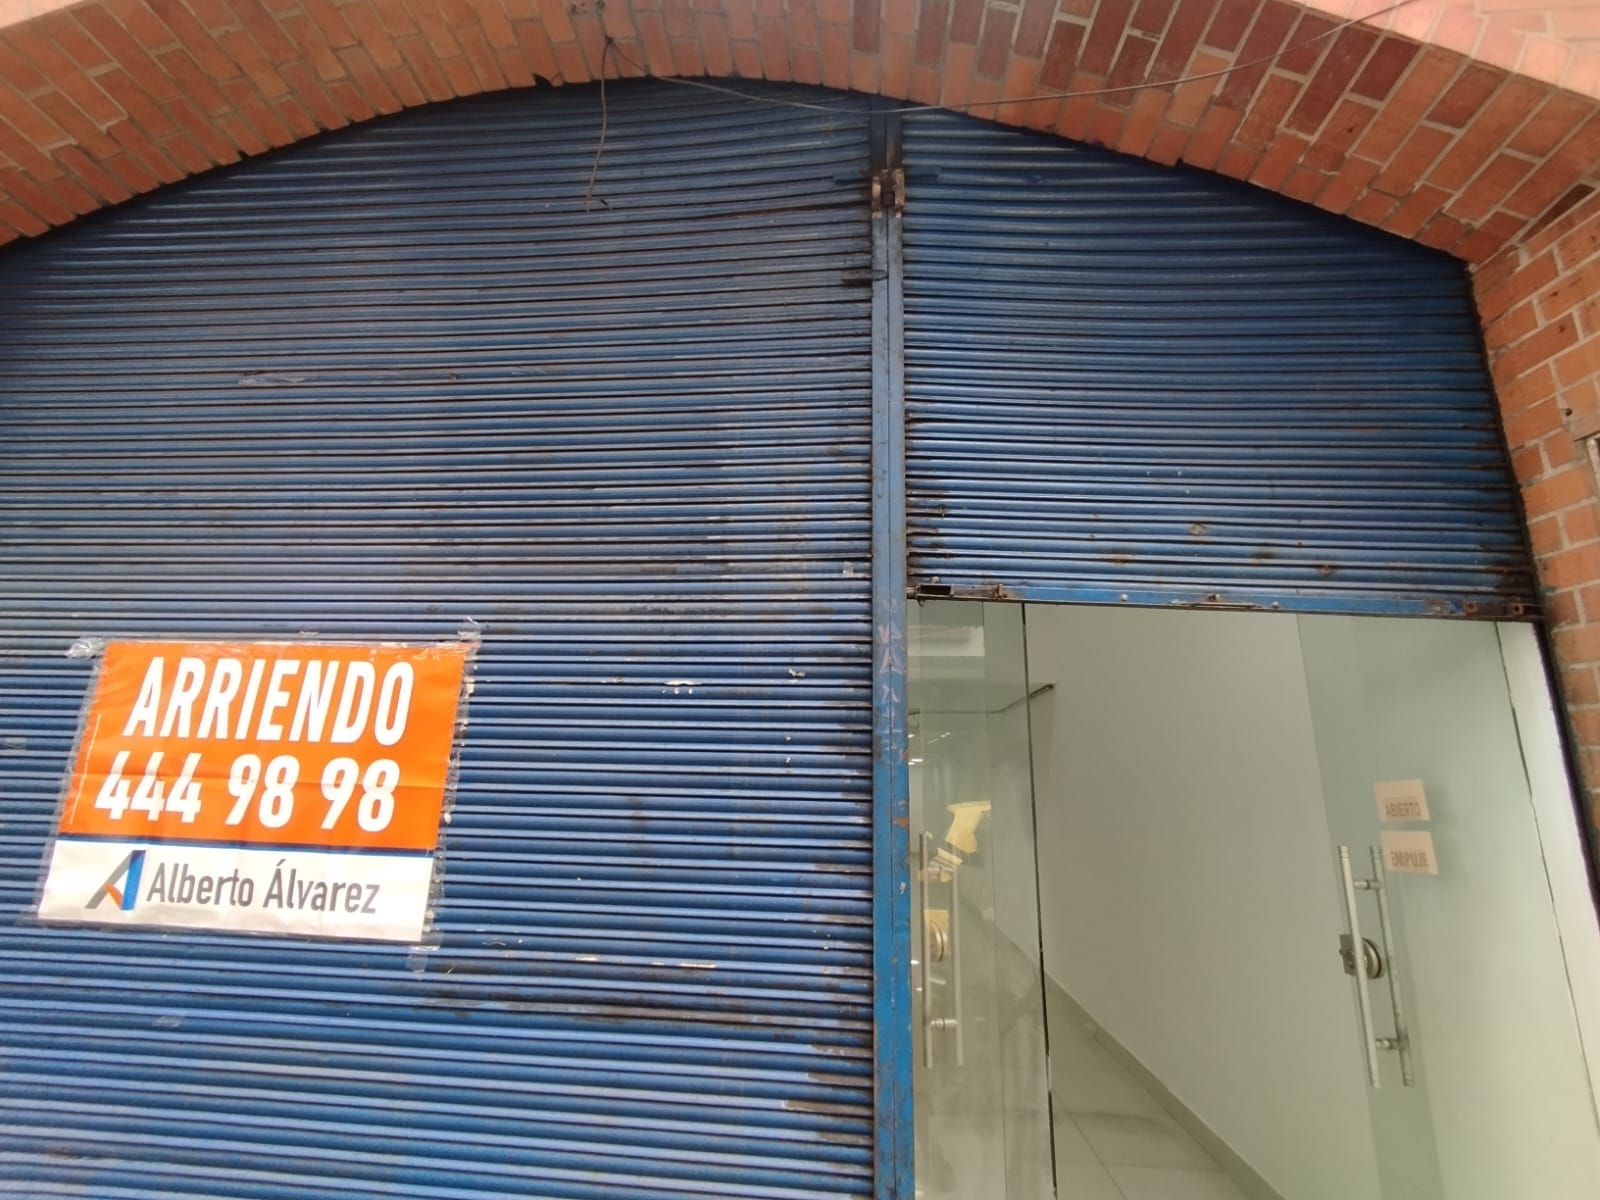 ARRIENDO
444 98 98
Alberto Álvarez
ABIERTO
EMPUJE